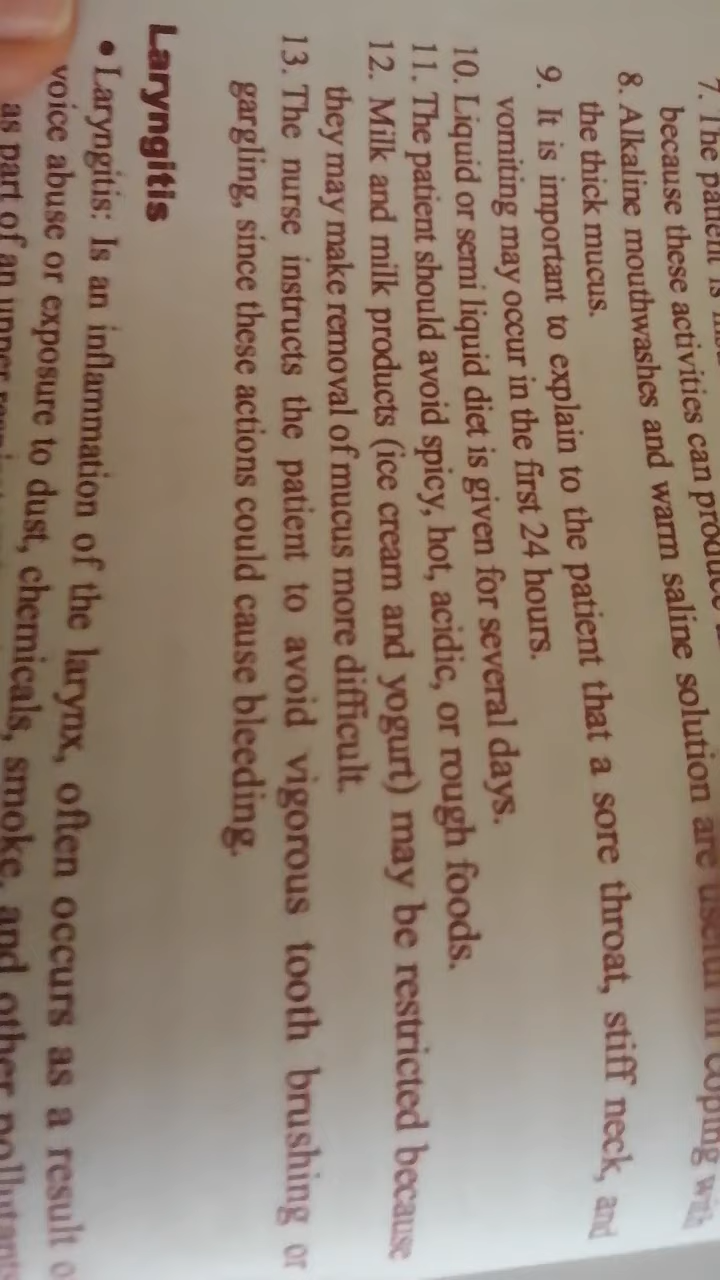 7. The patient is
because these activities can produce
8. Alkaline mouthwashes and warm saline solution are useful in coping with
the thick mucus.
9. It is important to explain to the patient that a sore throat, stiff neck, and
vomiting may occur in the first 24 hours.
10. Liquid or semi liquid diet is given for several days.
11. The patient should avoid spicy, hot, acidic, or rough foods.
12. Milk and milk products (ice cream and yogurt) may be restricted because
they may make removal of mucus more difficult.
13. The nurse instructs the patient to avoid vigorous tooth brushing or
gargling, since these actions could cause bleeding.
Laryngitis
• Laryngitis: Is an inflammation of the larynx, often occurs as a result
voice abuse or exposure to dust, chemicals, smoke, and other pollutants
as part of an upper